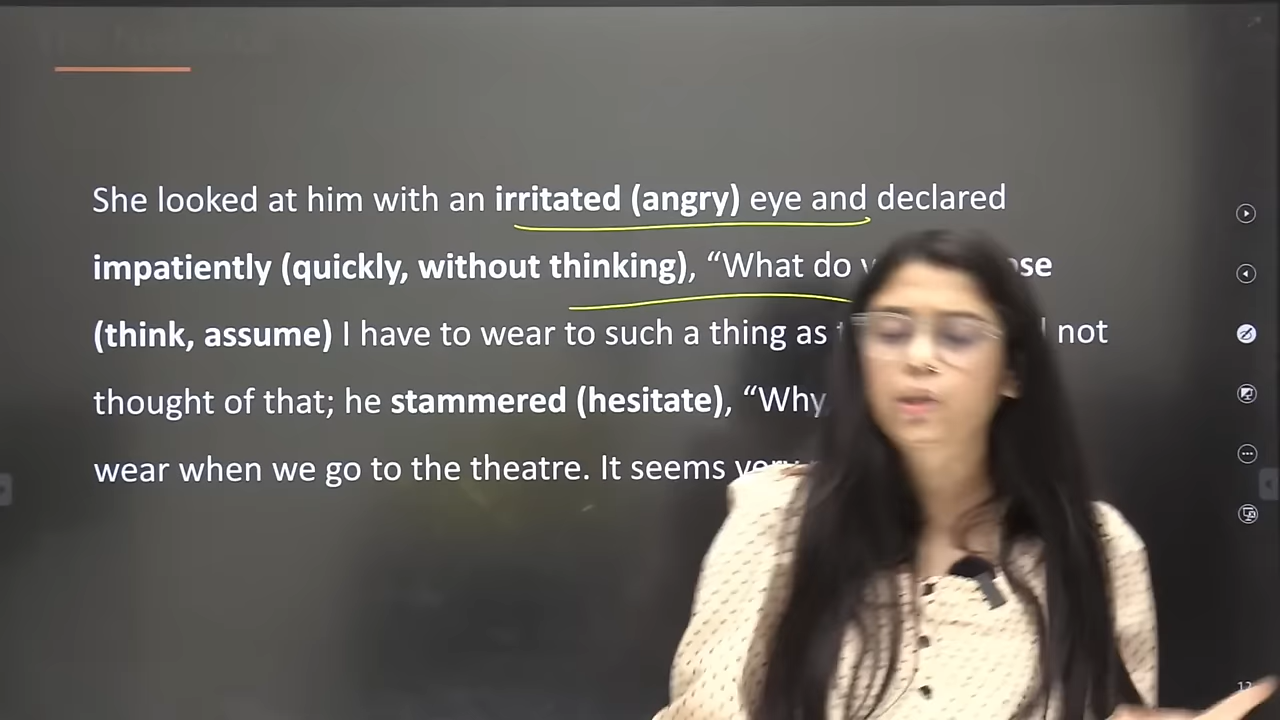 She looked at him with an irritated (angry) eye and declared
impatiently (quickly, without thinking), “What do
(think, assume) I have to wear to such a thing as not
thought of that; he stammered (hesitate), “Why,
wear when we go to the theatre. It seems very